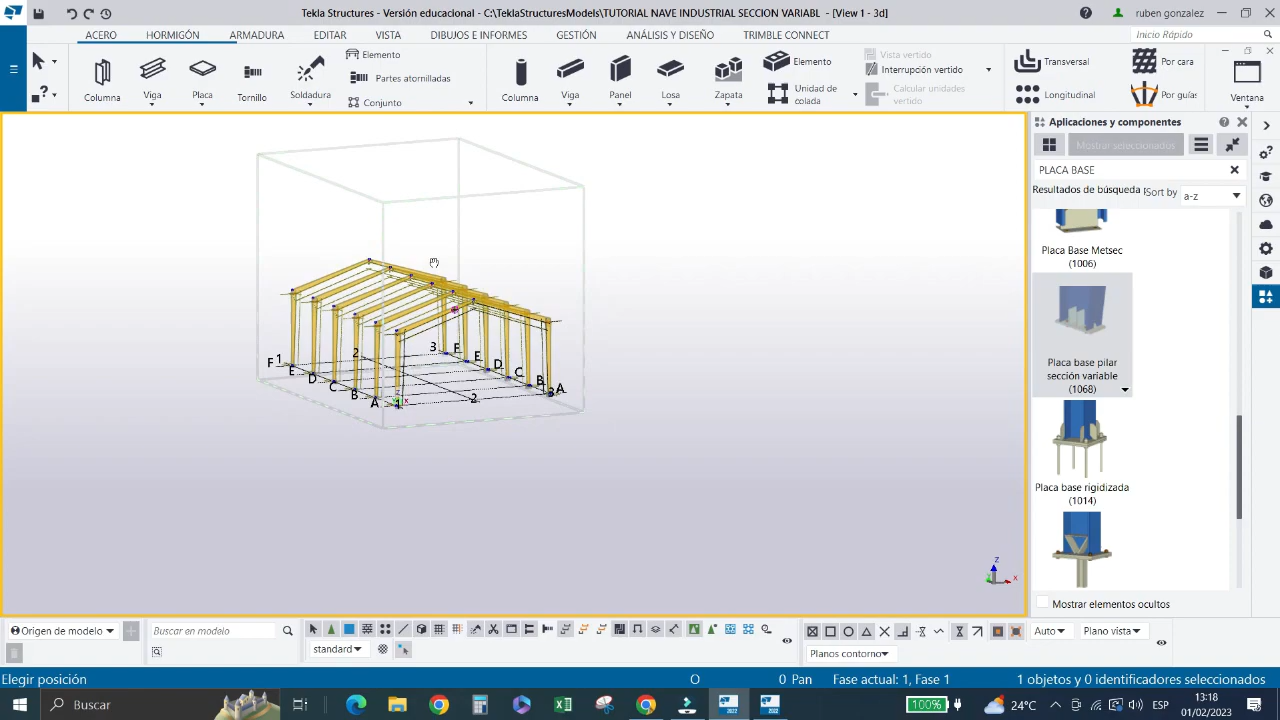 Tekla Structures - Versión educacional - C:\TeklaStructuresModels\TUTORIAL NAVE INDUSTRIAL SECCION VARIABL - [View 1 - 3d]
ruben gonzalez
ACERO HORMIGÓN ARMADURA EDITAR VISTA DIBUJOS E INFORMES GESTIÓN ANÁLISIS Y DISEÑO TRIMBLE CONNECT
Inicio Rápido
Columna
Viga
Placa
Tornillo
Soldadura
Elemento
Partes atornilladas
Conjunto
Columna
Viga
Panel
Losa
Zapata
Elemento
Unidad de
colada
Vista vertido
Interrupción vertido
Calcular unidades
vertido
Transversal
Longitudinal
Por cara
Por guías
Ventana
Aplicaciones y componentes
Mostrar seleccionados
PLACA BASE
Resultados de búsqueda
Sort by
a-z
Placa Base Metsec
(1006)
Placa base pilar
sección variable
(1068)
Placa base rigidizada
(1014)
Mostrar elementos ocultos
F 1
E
D
C
B
A 1
2
3
E
E
D
C
B
A
2
x
z
x
Origen de modelo
Buscar en modelo
standard
Auto
Plano vista
Planos contorno
Elegir posición
O
0 Pan
Fase actual: 1, Fase 1
1 objetos y 0 identificadores seleccionados
Buscar
100%
24°C
ESP
13:18
01/02/2023